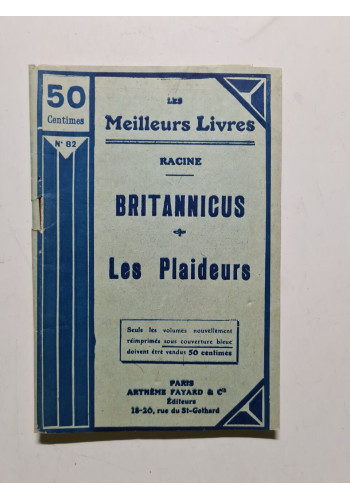 50
Centimes
N° 82
LES
Meilleurs Livres
RACINE
BRITANNICUS
Les Plaideurs
Seuls les volumes nouvellement
réimprimés sous couverture bleue
doivent être vendus 50 centimes
PARIS
ARTHÈME FAYARD & Cie
Éditeurs
18-20, rue du St-Gothard